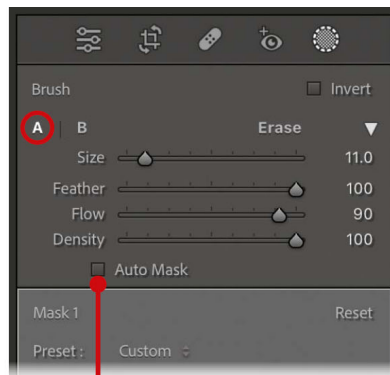 Brush Invert
A B Erase
Size 11.0
Feather 100
Flow 90
Density 100
Auto Mask
Mask 1 Reset
Preset : Custom